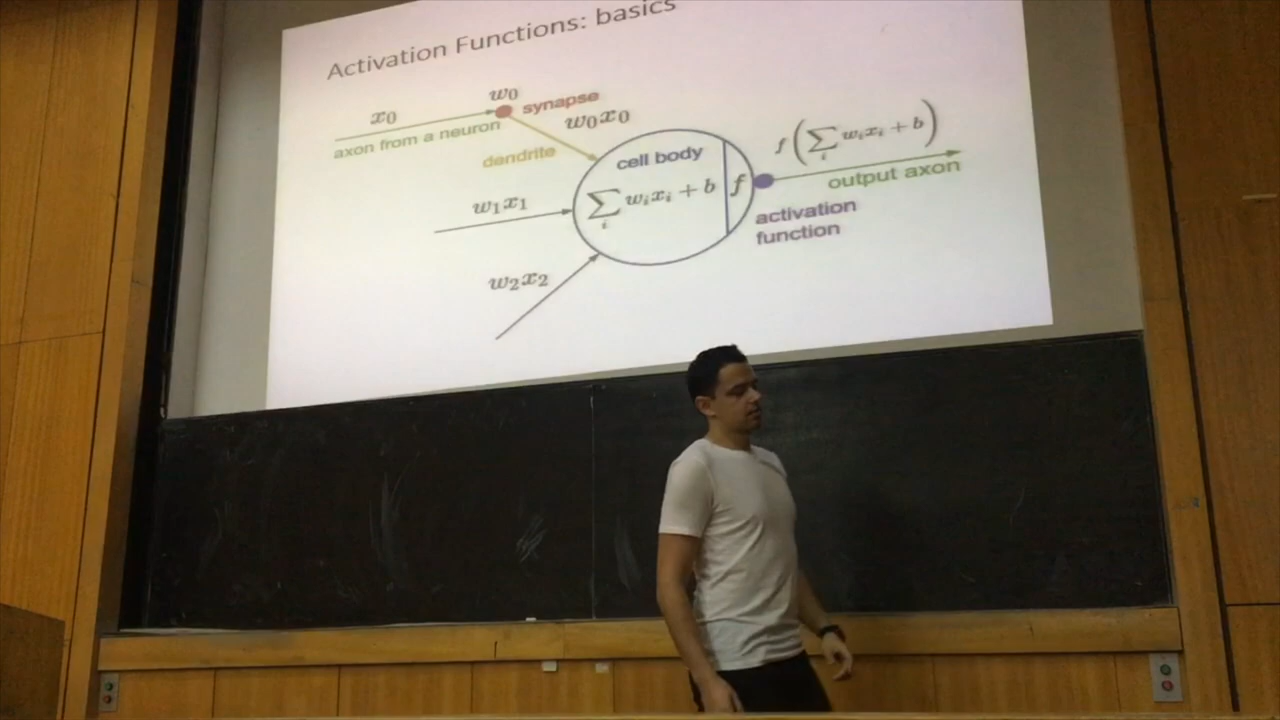 Activation Functions: basics
x₀
w₀
synapse
axon from a neuron
w₀x₀
dendrite
cell body
f(∑ᵢ wᵢxᵢ + b)
w₁x₁
∑ᵢ wᵢxᵢ + b
f
output axon
activation
function
w₂x₂